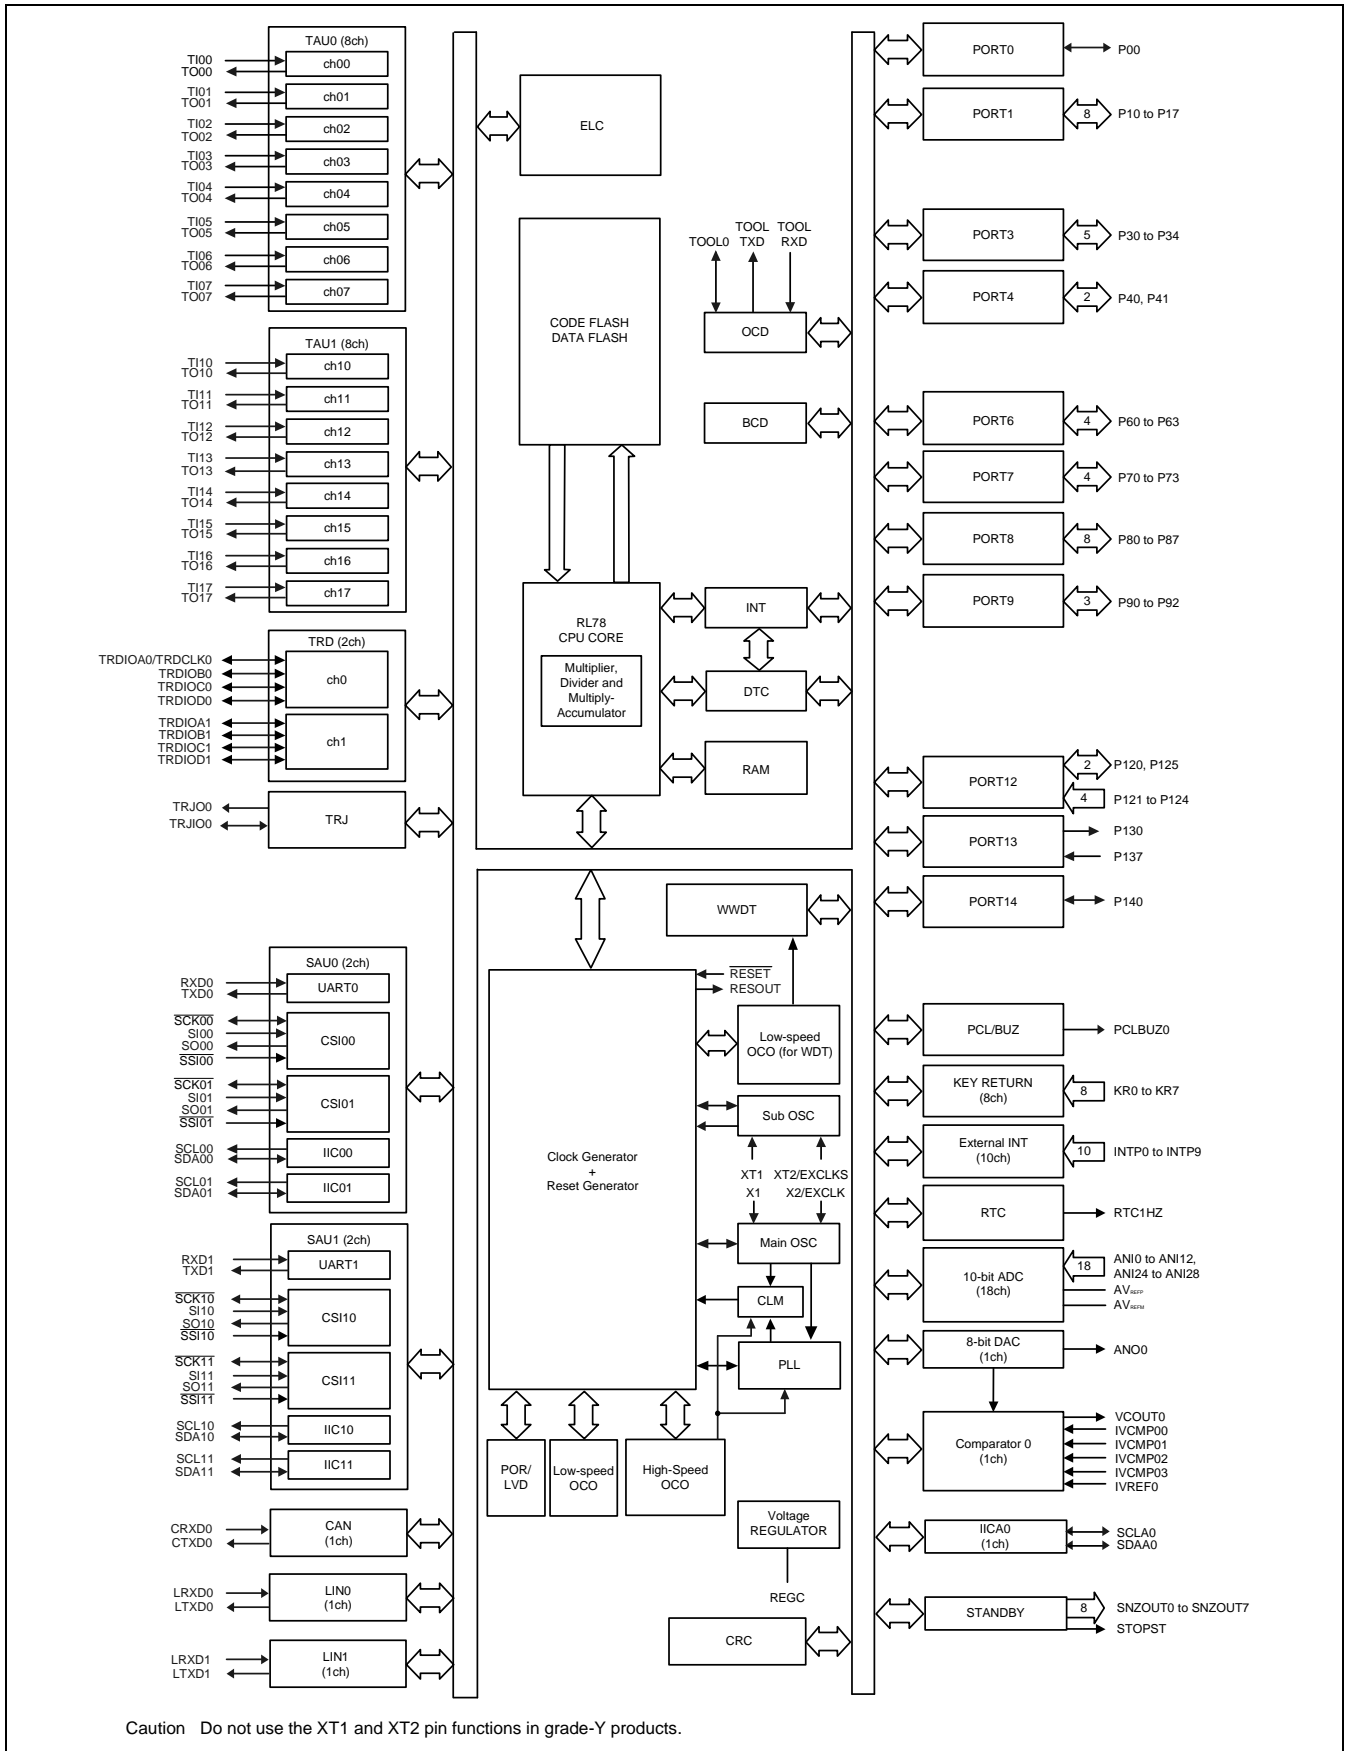 TAU0 (8ch)
TI00
TO00
ch00
TI01
TO01
ch01
TI02
TO02
ch02
TI03
TO03
ch03
TI04
TO04
ch04
TI05
TO05
ch05
TI06
TO06
ch06
TI07
TO07
ch07
TAU1 (8ch)
TI10
TO10
ch10
TI11
TO11
ch11
TI12
TO12
ch12
TI13
TO13
ch13
TI14
TO14
ch14
TI15
TO15
ch15
TI16
TO16
ch16
TI17
TO17
ch17
TRD (2ch)
TRDIOA0/TRDCLK0
TRDIOB0
TRDIOC0
TRDIOD0
ch0
TRDIOA1
TRDIOB1
TRDIOC1
TRDIOD1
ch1
TRJO0
TRJIO0
TRJ
SAU0 (2ch)
RXD0
TXD0
UART0
SCK00
SI00
SO00
SSI00
CSI00
SCK01
SI01
SO01
SSI01
CSI01
SCL00
SDA00
IIC00
SCL01
SDA01
IIC01
SAU1 (2ch)
RXD1
TXD1
UART1
SCK10
SI10
SO10
SSI10
CSI10
SCK11
SI11
SO11
SSI11
CSI11
SCL10
SDA10
IIC10
SCL11
SDA11
IIC11
CRXD0
CTXD0
CAN
(1ch)
LRXD0
LTXD0
LIN0
(1ch)
LRXD1
LTXD1
LIN1
(1ch)
ELC
CODE FLASH
DATA FLASH
TOOL0
TOOL
TXD
TOOL
RXD
OCD
BCD
RL78
CPU CORE
Multiplier,
Divider and
Multiply-
Accumulator
INT
DTC
RAM
WWDT
RESET
RESOUT
Low-speed
OCO (for WDT)
Sub OSC
Clock Generator
+
Reset Generator
XT1
XT2/EXCLKS
X1
X2/EXCLK
Main OSC
CLM
PLL
POR/
LVD
Low-speed
OCO
High-Speed
OCO
Voltage
REGULATOR
REGC
CRC
PORT0
P00
PORT1
8
P10 to P17
PORT3
5
P30 to P34
PORT4
2
P40, P41
PORT6
4
P60 to P63
PORT7
4
P70 to P73
PORT8
8
P80 to P87
PORT9
3
P90 to P92
PORT12
2
P120, P125
4
P121 to P124
PORT13
P130
P137
PORT14
P140
PCL/BUZ
PCLBUZ0
KEY RETURN
(8ch)
8
KR0 to KR7
External INT
(10ch)
10
INTP0 to INTP9
RTC
RTC1HZ
10-bit ADC
(18ch)
18
ANI0 to ANI12,
ANI24 to ANI28
AVREFP
AVREFM
8-bit DAC
(1ch)
ANO0
Comparator 0
(1ch)
VCOUT0
IVCMP00
IVCMP01
IVCMP02
IVCMP03
IVREF0
IICA0
(1ch)
SCLA0
SDAA0
STANDBY
8
SNZOUT0 to SNZOUT7
STOPST
Caution Do not use the XT1 and XT2 pin functions in grade-Y products.